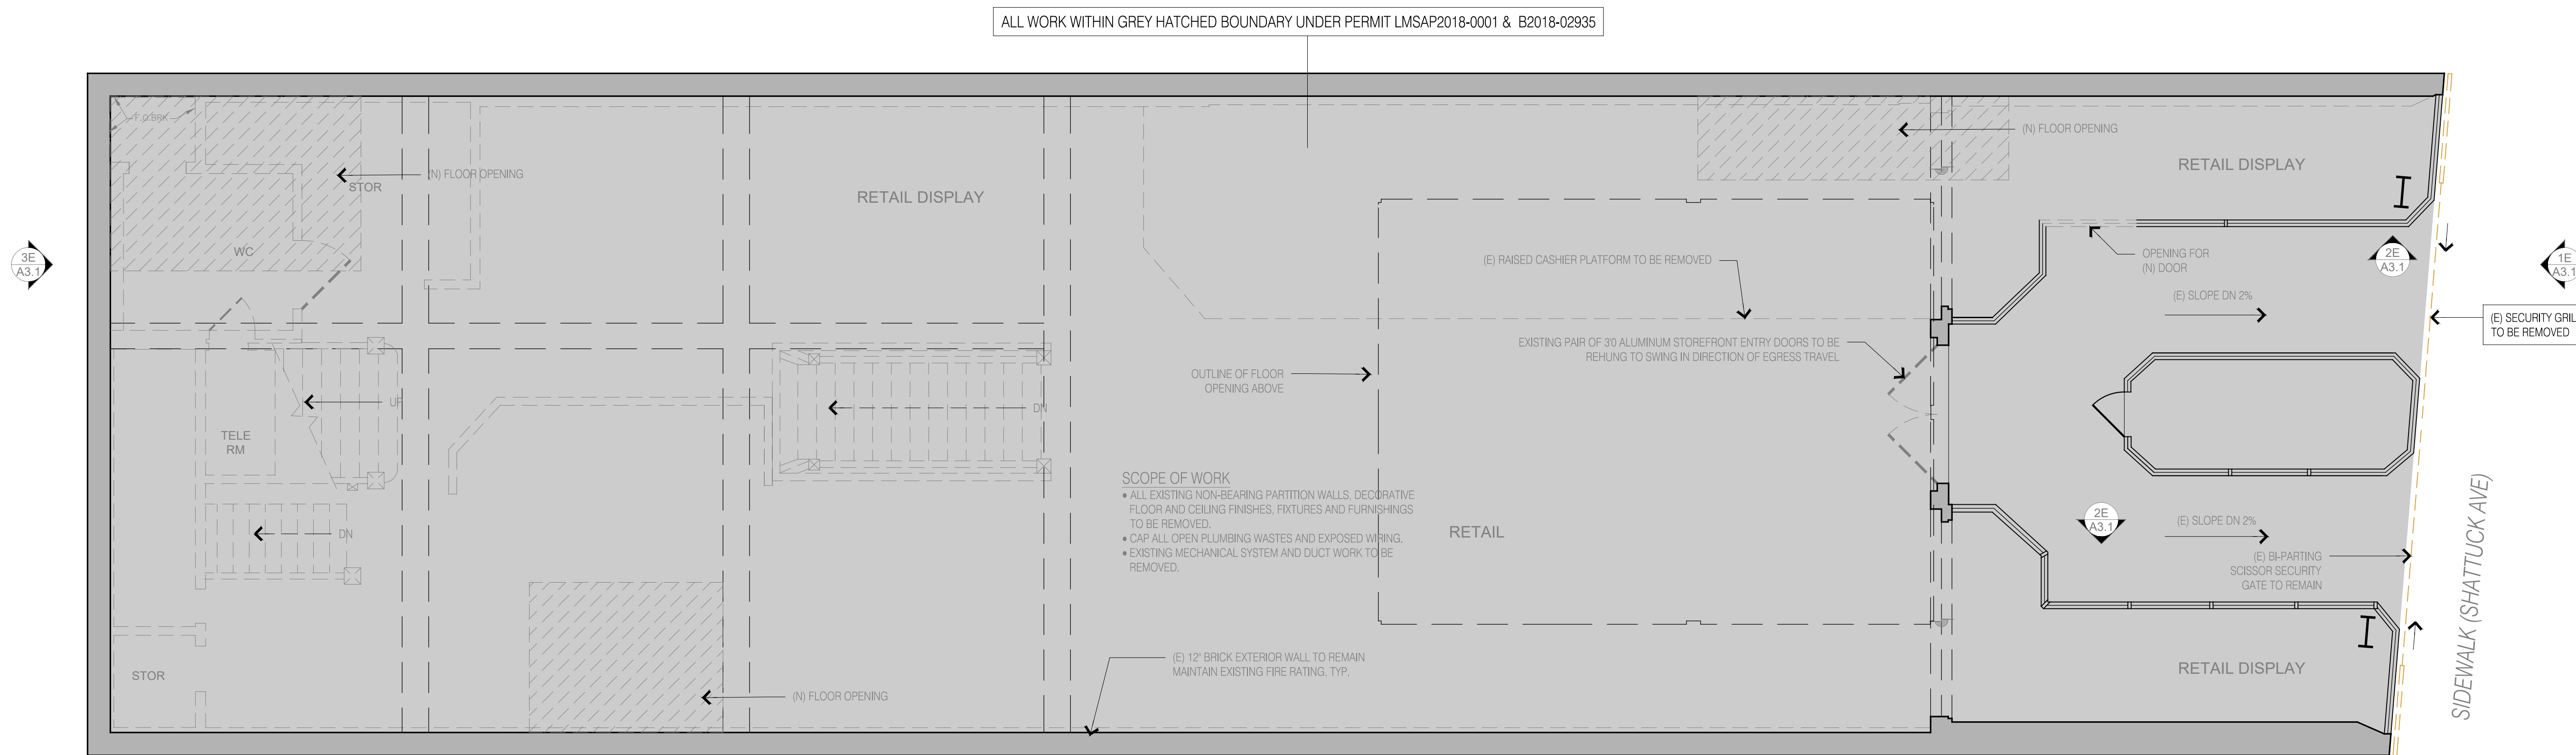 ALL WORK WITHIN GREY HATCHED BOUNDARY UNDER PERMIT LMSAP2018-0001 & B2018-02935
F.O.BRK
(N) FLOOR OPENING
STOR
WC
RETAIL DISPLAY
(N) FLOOR OPENING
RETAIL DISPLAY
3E
A3.1
(E) RAISED CASHIER PLATFORM TO BE REMOVED
OPENING FOR
(N) DOOR
2E
A3.1
1E
A3.1
(E) SLOPE DN 2%
(E) SECURITY GRIL
TO BE REMOVED
EXISTING PAIR OF 3'0 ALUMINUM STOREFRONT ENTRY DOORS TO BE
REHUNG TO SWING IN DIRECTION OF EGRESS TRAVEL
OUTLINE OF FLOOR
OPENING ABOVE
UP
DN
TELE
RM
DN
SCOPE OF WORK
• ALL EXISTING NON-BEARING PARTITION WALLS, DECORATIVE
FLOOR AND CEILING FINISHES, FIXTURES AND FURNISHINGS
TO BE REMOVED.
• CAP ALL OPEN PLUMBING WASTES AND EXPOSED WIRING.
• EXISTING MECHANICAL SYSTEM AND DUCT WORK TO BE
REMOVED.
RETAIL
2E
A3.1
(E) SLOPE DN 2%
(E) BI-PARTING
SCISSOR SECURITY
GATE TO REMAIN
SIDEWALK (SHATTUCK AVE)
(E) 12" BRICK EXTERIOR WALL TO REMAIN
MAINTAIN EXISTING FIRE RATING, TYP.
STOR
(N) FLOOR OPENING
RETAIL DISPLAY